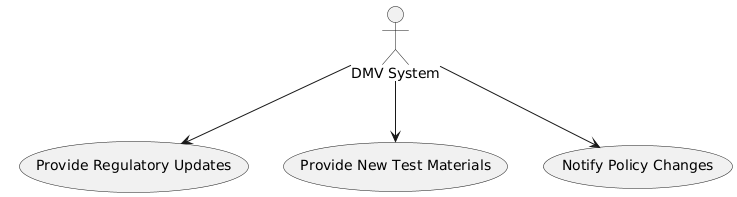 DMV System
Provide Regulatory Updates
Provide New Test Materials
Notify Policy Changes